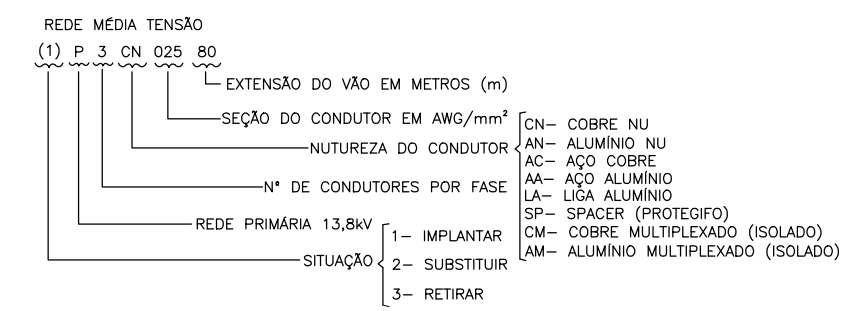 REDE MÉDIA TENSÃO
(1) P 3 CN 025 80
EXTENSÃO DO VÃO EM METROS (m)
SEÇÃO DO CONDUTOR EM AWG/mm²
NUTUREZA DO CONDUTOR
CN– COBRE NU
AN– ALUMÍNIO NU
AC– AÇO COBRE
AA– AÇO ALUMÍNIO
LA– LIGA ALUMÍNIO
SP– SPACER (PROTEGIFO)
CM– COBRE MULTIPLEXADO (ISOLADO)
AM– ALUMÍNIO MULTIPLEXADO (ISOLADO)
N° DE CONDUTORES POR FASE
REDE PRIMÁRIA 13,8kV
SITUAÇÃO
1– IMPLANTAR
2– SUBSTITUIR
3– RETIRAR